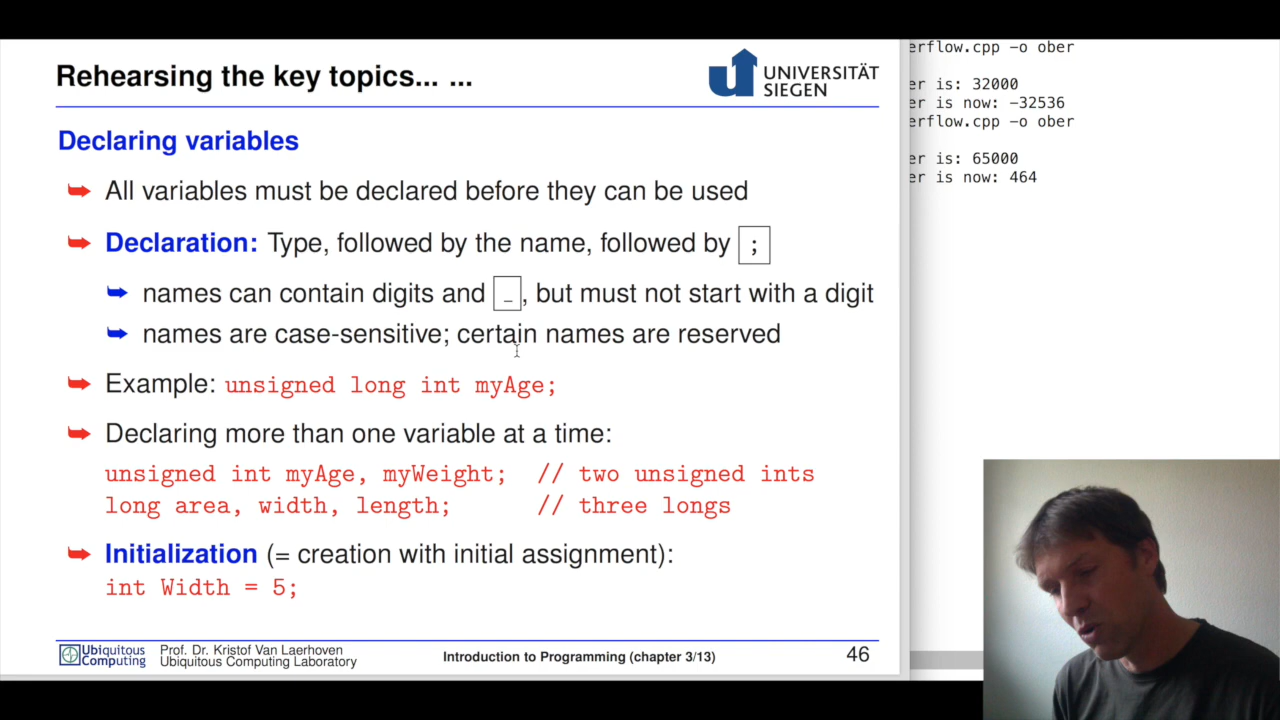 Rehearsing the key topics... ...
UNIVERSITÄT
SIEGEN
Declaring variables
All variables must be declared before they can be used
Declaration: Type, followed by the name, followed by ;
names can contain digits and _, but must not start with a digit
names are case-sensitive; certain names are reserved
Example: unsigned long int myAge;
Declaring more than one variable at a time:
unsigned int myAge, myWeight; // two unsigned ints
long area, width, length; // three longs
Initialization (= creation with initial assignment):
int Width = 5;
Ubiquitous
Computing
Prof. Dr. Kristof Van Laerhoven
Ubiquitous Computing Laboratory
Introduction to Programming (chapter 3/13)
46
erflow.cpp -o ober
er is: 32000
er is now: -32536
erflow.cpp -o ober
er is: 65000
er is now: 464